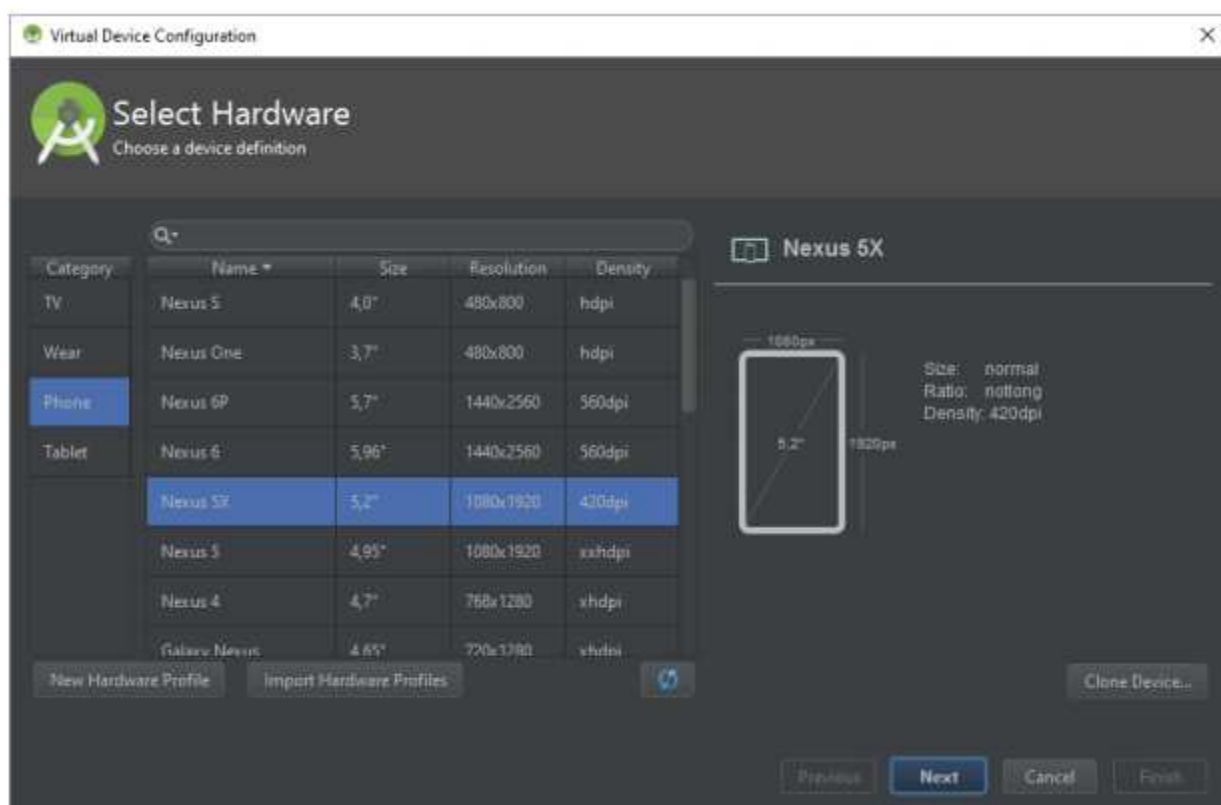 Virtual Device Configuration
Select Hardware
Choose a device definition
Category Name Size Resolution Density
TV Nexus S 4,0" 480x800 hdpi
Wear Nexus One 3,7" 480x800 hdpi
Phone Nexus 6P 5,7" 1440x2560 560dpi
Tablet Nexus 6 5,96" 1440x2560 560dpi
Nexus 5X 5,2" 1080x1920 420dpi
Nexus 5 4,95" 1080x1920 xxhdpi
Nexus 4 4,7" 768x1280 xhdpi
Galaxy Nexus 4,65" 720x1280 xhdpi
New Hardware Profile Import Hardware Profiles
Nexus 5X
1080px
5,2" 1920px
Size: normal
Ratio: notlong
Density: 420dpi
Clone Device...
Previous Next Cancel Finish